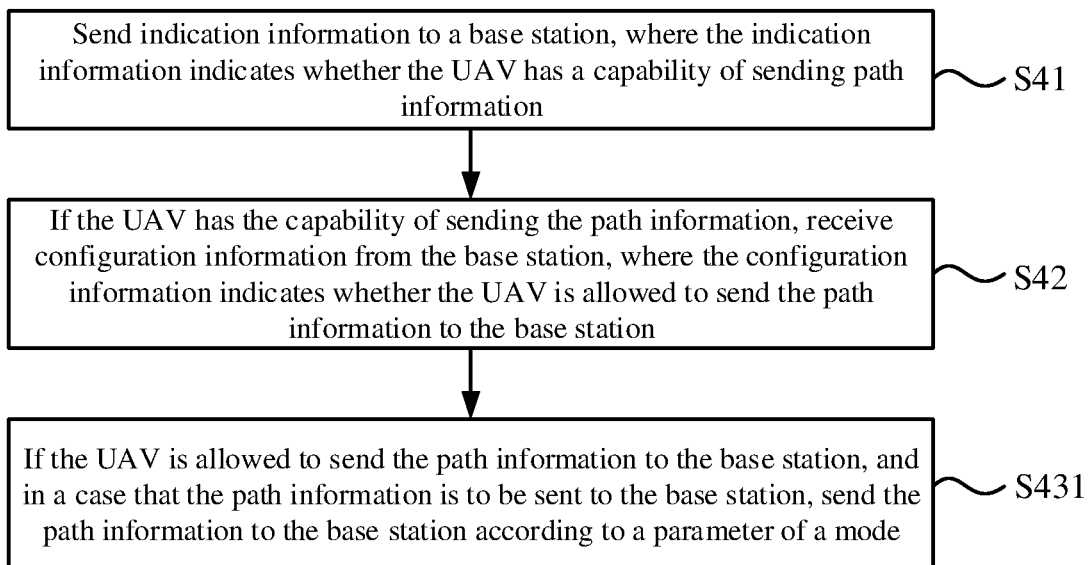 Send indication information to a base station, where the indication
information indicates whether the UAV has a capability of sending path
information
S41
If the UAV has the capability of sending the path information, receive
configuration information from the base station, where the configuration
information indicates whether the UAV is allowed to send the path
information to the base station
S42
If the UAV is allowed to send the path information to the base station, and
in a case that the path information is to be sent to the base station, send the
path information to the base station according to a parameter of a mode
S431